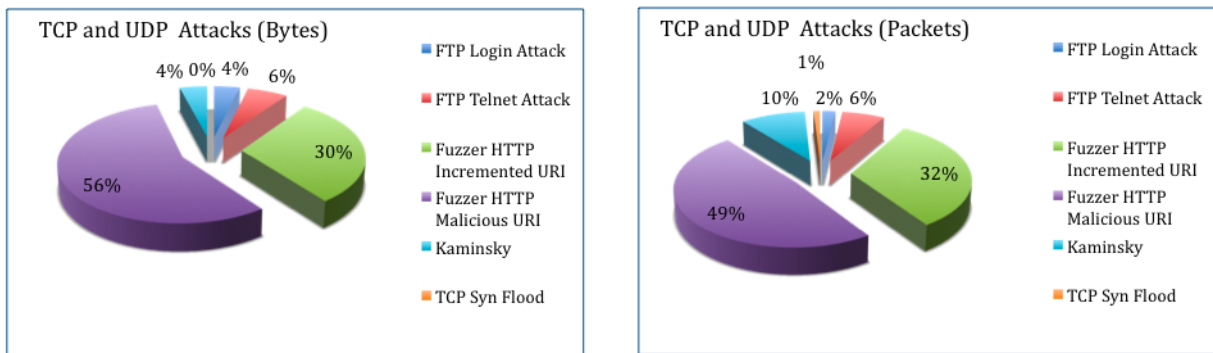 TCP and UDP Attacks (Bytes)
4% 0% 4%
6%
30%
56%
FTP Login Attack
FTP Telnet Attack
Fuzzer HTTP
Incremented URI
Fuzzer HTTP
Malicious URI
Kaminsky
TCP Syn Flood
TCP and UDP Attacks (Packets)
1%
10% 2% 6%
32%
49%
FTP Login Attack
FTP Telnet Attack
Fuzzer HTTP
Incremented URI
Fuzzer HTTP
Malicious URI
Kaminsky
TCP Syn Flood